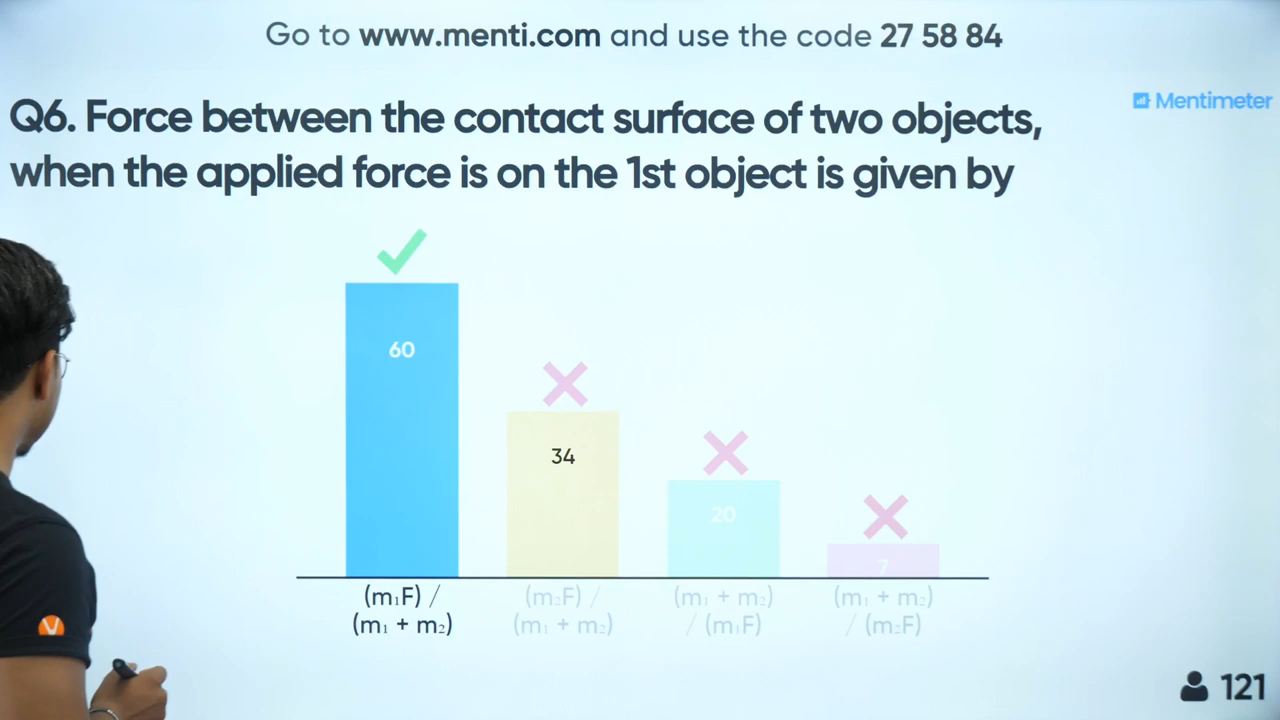 Go to www.menti.com and use the code 27 58 84
Mentimeter
Q6. Force between the contact surface of two objects,
when the applied force is on the 1st object is given by
60
34
20
7
(m₁F) /
(m₁ + m₂)
(m₂F) /
(m₁ + m₂)
(m₁ + m₂)
/ (m₁F)
(m₁ + m₂)
/ (m₂F)
121